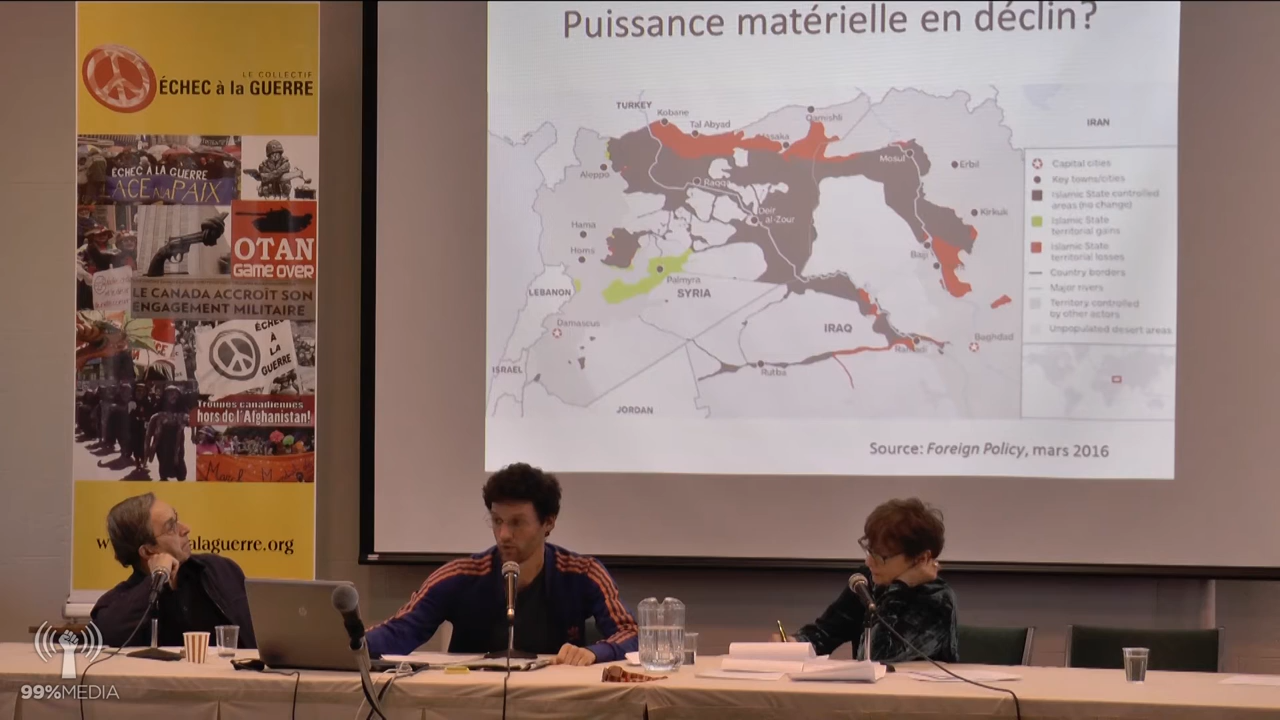 LE COLLECTIF
ÉCHEC à la GUERRE
ÉCHEC À LA GUERRE
PAIX
OTAN
GAME OVER
LE CANADA ACCROÎT SON
ENGAGEMENT MILITAIRE
ÉCHEC
À
LA
GUERRE
Troupes canadiennes
hors de l'Afghanistan!
alaguerre.org
Puissance matérielle en déclin?
TURKEY
Kobane
Tal Abyad
Qamishli
IRAN
Mosul
Erbil
Aleppo
Raqqa
Deir
al-Zour
Kirkuk
Hama
Homs
Baiji
Palmyra
LEBANON
SYRIA
Damascus
IRAQ
Ramadi
Baghdad
ISRAEL
Rutba
JORDAN
Capital cities
Key towns/cities
Islamic State controlled
areas (no change)
Islamic State
territorial gains
Islamic State
territorial losses
Country borders
Major rivers
Territory controlled
by other actors
Unpopulated desert areas
Source: Foreign Policy, mars 2016
99%MEDIA